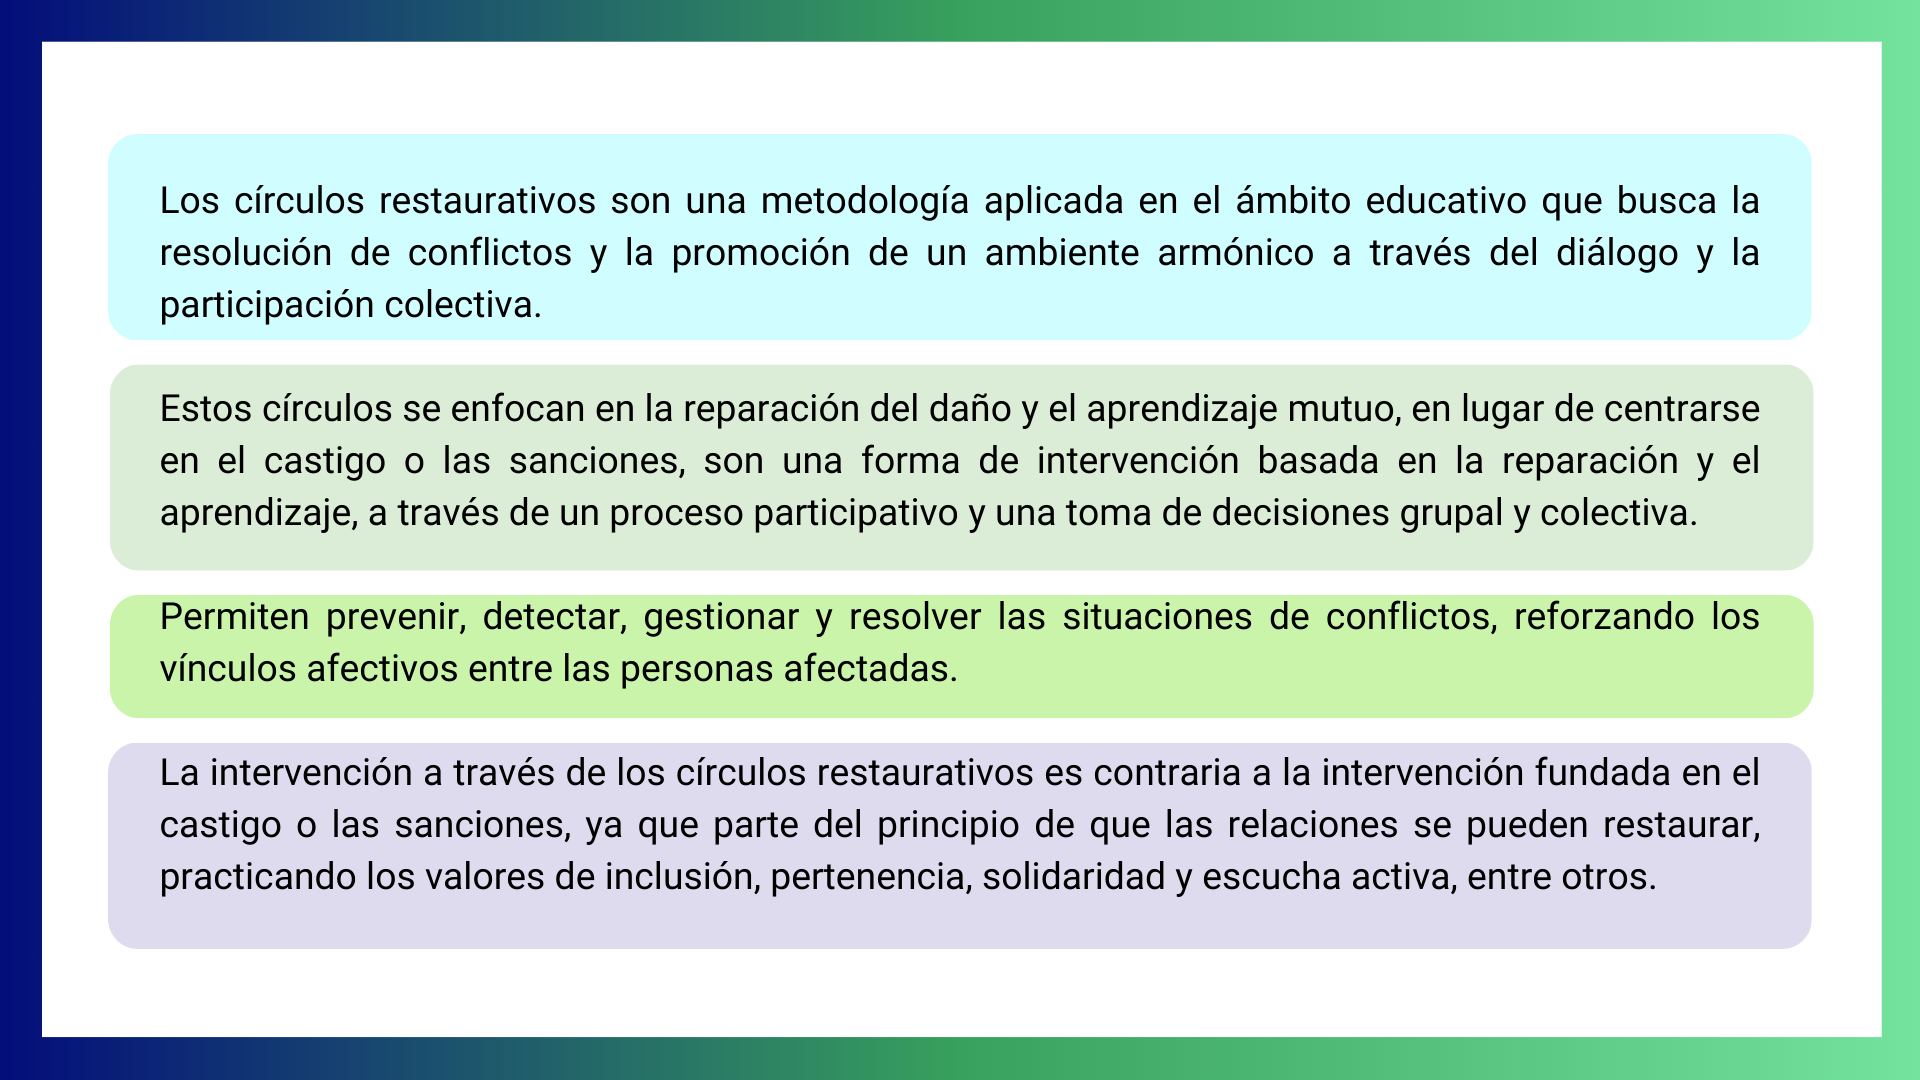 Los círculos restaurativos son una metodología aplicada en el ámbito educativo que busca la
resolución de conflictos y la promoción de un ambiente armónico a través del diálogo y la
participación colectiva.
Estos círculos se enfocan en la reparación del daño y el aprendizaje mutuo, en lugar de centrarse
en el castigo o las sanciones, son una forma de intervención basada en la reparación y el
aprendizaje, a través de un proceso participativo y una toma de decisiones grupal y colectiva.
Permiten prevenir, detectar, gestionar y resolver las situaciones de conflictos, reforzando los
vínculos afectivos entre las personas afectadas.
La intervención a través de los círculos restaurativos es contraria a la intervención fundada en el
castigo o las sanciones, ya que parte del principio de que las relaciones se pueden restaurar,
practicando los valores de inclusión, pertenencia, solidaridad y escucha activa, entre otros.